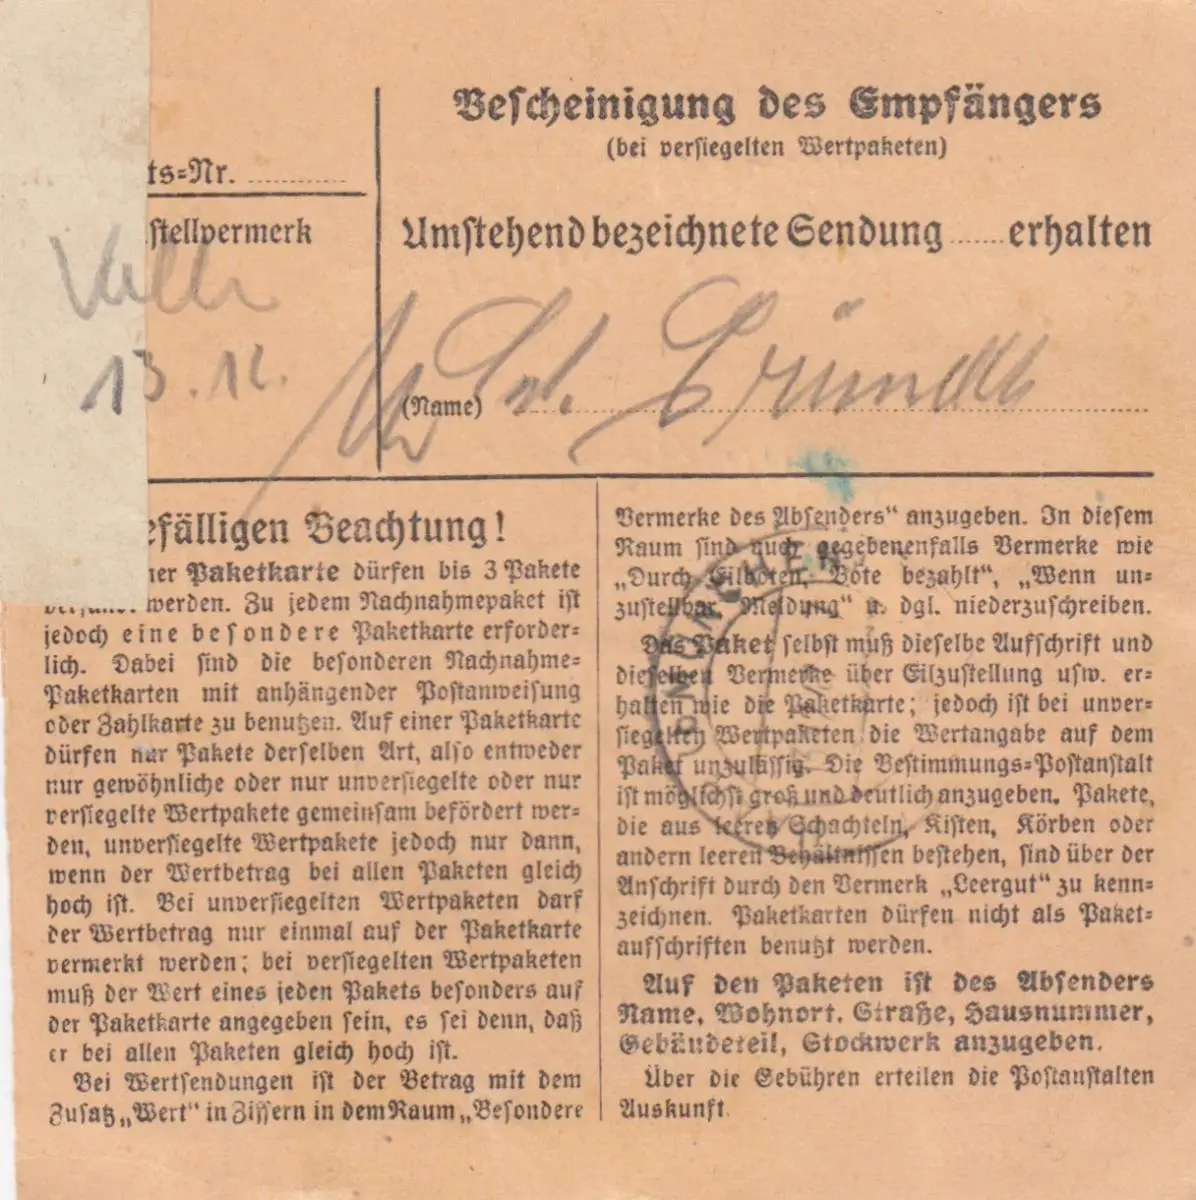 ts-Nr.
stellvermerk
13.12.
Bescheinigung des Empfängers
(bei versiegelten Wertpaketen)
Umstehend bezeichnete Sendung ...... erhalten
(Name)
efälligen Beachtung!
ner Paketkarte dürfen bis 3 Pakete
versandt werden. Zu jedem Nachnahmepaket ist
jedoch eine besondere Paketkarte erforder-
lich. Dabei sind die besonderen Nachnahme-
Paketkarten mit anhängender Postanweisung
oder Zahlkarte zu benutzen. Auf einer Paketkarte
dürfen nur Pakete derselben Art, also entweder
nur gewöhnliche oder nur unversiegelte oder nur
versiegelte Wertpakete gemeinsam befördert wer-
den, unversiegelte Wertpakete jedoch nur dann,
wenn der Wertbetrag bei allen Paketen gleich
hoch ist. Bei unversiegelten Wertpaketen darf
der Wertbetrag nur einmal auf der Paketkarte
vermerkt werden; bei versiegelten Wertpaketen
muß der Wert eines jeden Pakets besonders auf
der Paketkarte angegeben sein, es sei denn, daß
er bei allen Paketen gleich hoch ist.
Bei Wertsendungen ist der Betrag mit dem
Zusatz „Wert“ in Ziffern in dem Raum „Besondere
Vermerke des Absenders“ anzugeben. In diesem
Raum sind auch gegebenenfalls Vermerke wie
„Durch Eilboten, Bote bezahlt“, „Wenn un-
zustellbar, Meldung“ u. dgl. niederzuschreiben.
Das Paket selbst muß dieselbe Aufschrift und
dieselben Vermerke über Eilzustellung usw. er-
halten wie die Paketkarte; jedoch ist bei unver-
siegelten Wertpaketen die Wertangabe auf dem
Paket unzulässig. Die Bestimmungs-Postanstalt
ist möglichst groß und deutlich anzugeben. Pakete,
die aus leeren Schachteln, Kisten, Körben oder
andern leeren Behältnissen bestehen, sind über der
Anschrift durch den Vermerk „Leergut“ zu kenn-
zeichnen. Paketkarten dürfen nicht als Paket-
aufschriften benutzt werden.
Auf den Paketen ist des Absenders
Name, Wohnort, Straße, Hausnummer,
Gebäudeteil, Stockwerk anzugeben.
Über die Gebühren erteilen die Postanstalten
Auskunft.
MÜNCHEN